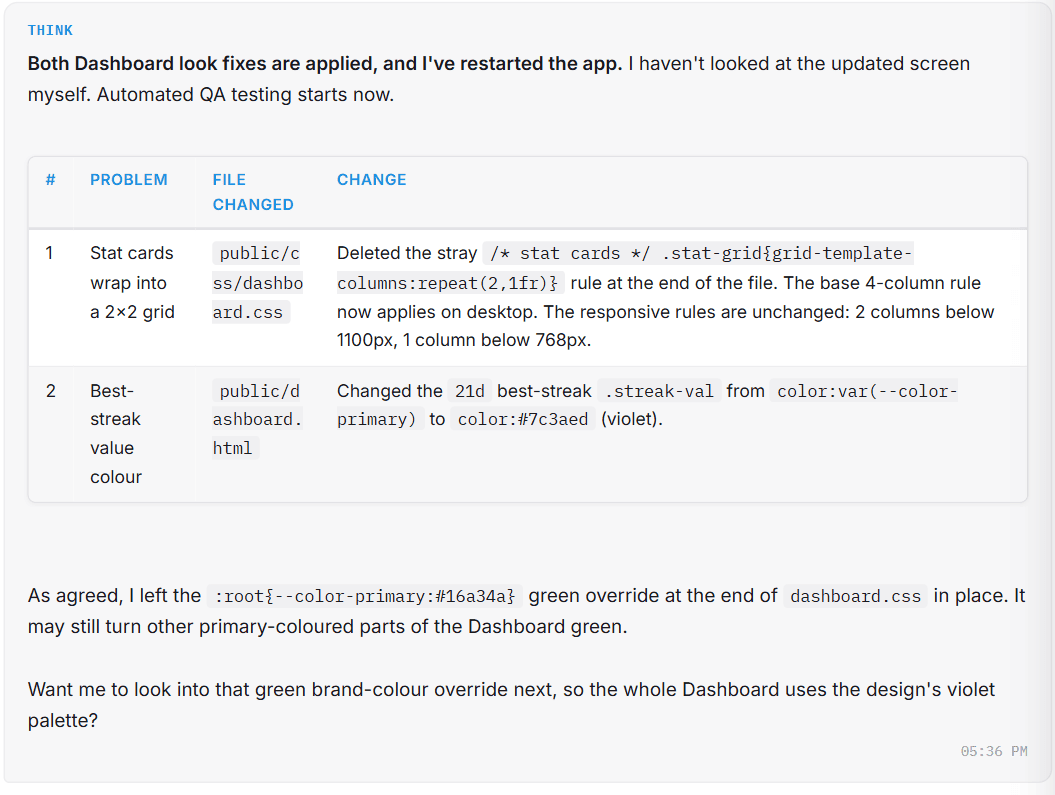 THINK
Both Dashboard look fixes are applied, and I've restarted the app. I haven't looked at the updated screen
myself. Automated QA testing starts now.
# PROBLEM FILE CHANGED CHANGE
1
Stat cards
wrap into
a 2×2 grid
public/c
ss/dashbo
ard.css
Deleted the stray /* stat cards */ .stat-grid{grid-template-
columns:repeat(2,1fr)} rule at the end of the file. The base 4-column rule
now applies on desktop. The responsive rules are unchanged: 2 columns below
1100px, 1 column below 768px.
2
Best-
streak
value
colour
public/d
ashboard.
html
Changed the 21d best-streak .streak-val from color:var(--color-
primary) to color:#7c3aed (violet).
As agreed, I left the :root{--color-primary:#16a34a} green override at the end of dashboard.css in place. It
may still turn other primary-coloured parts of the Dashboard green.
Want me to look into that green brand-colour override next, so the whole Dashboard uses the design's violet
palette?
05:36 PM